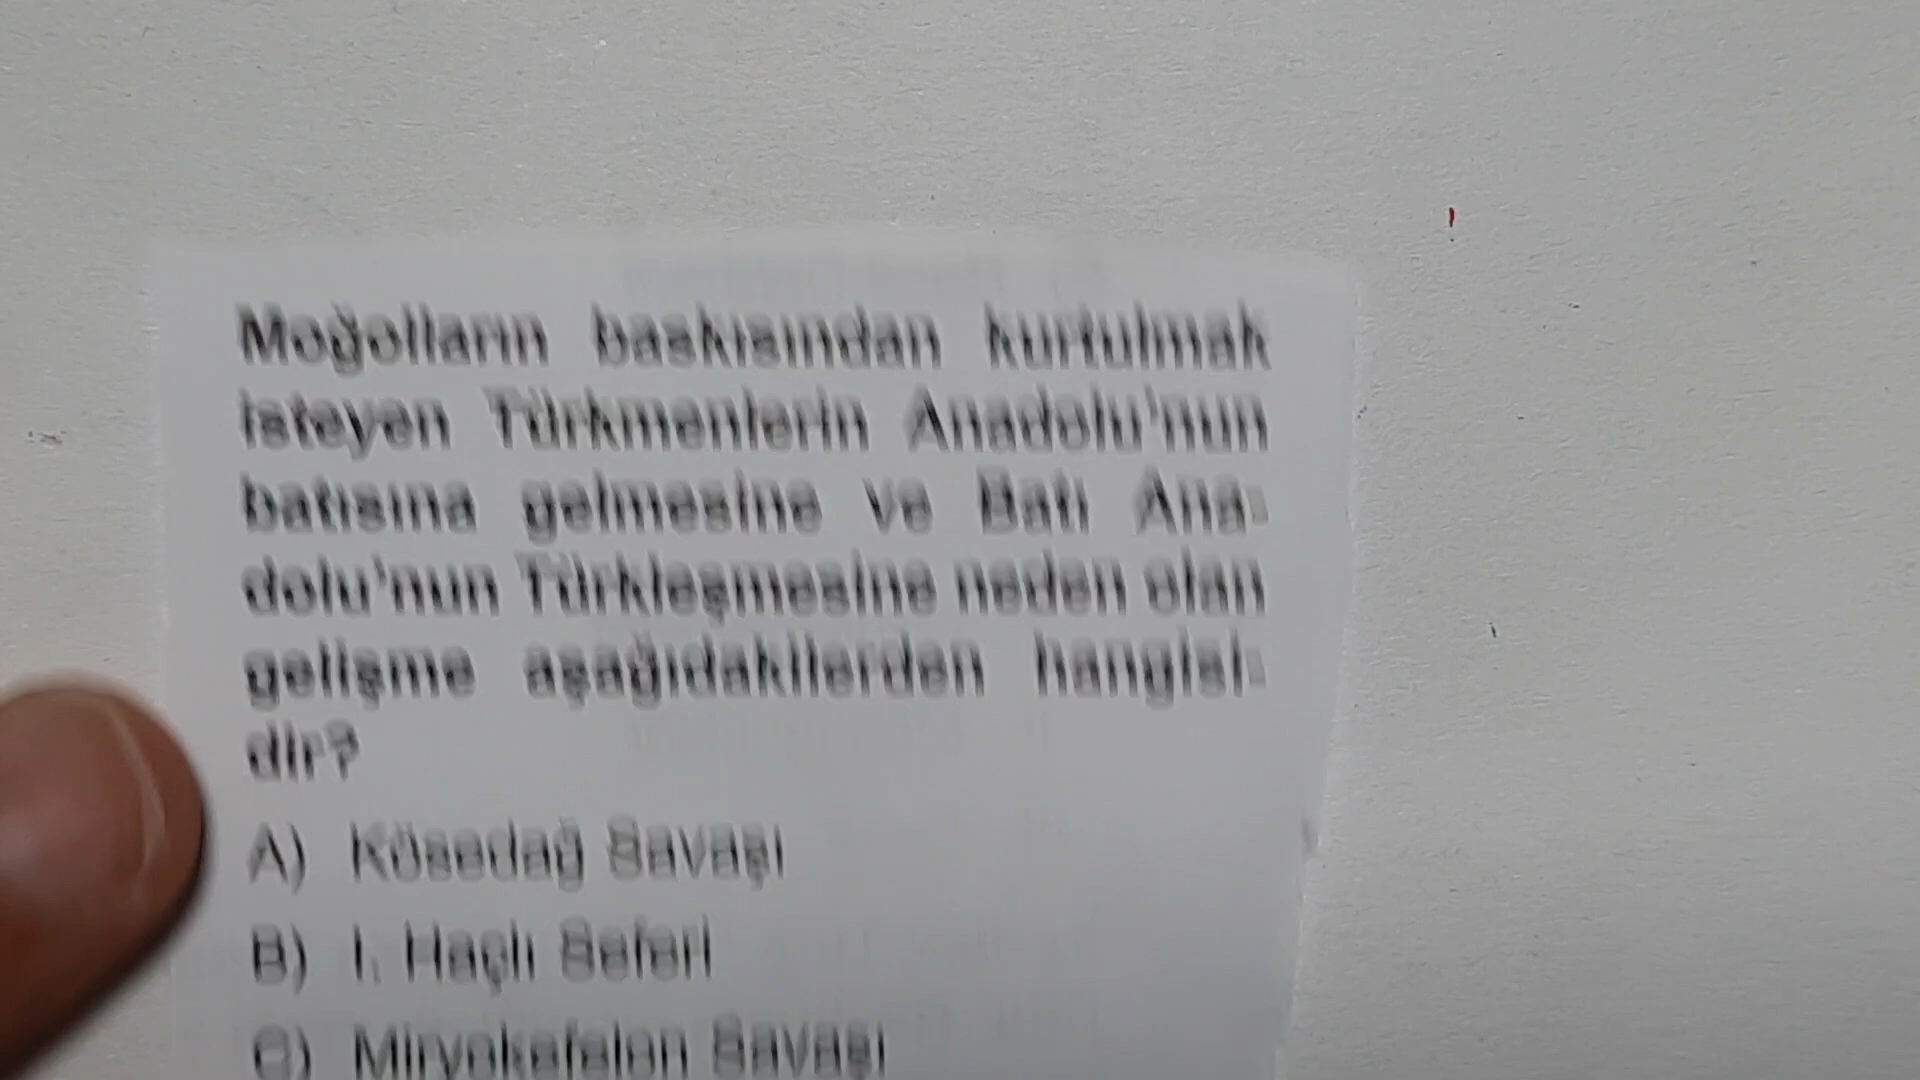 Moğolların baskısından kurtulmak
isteyen Türkmenlerin Anadolu'nun
batısına gelmesine ve Batı Ana-
dolu'nun Türkleşmesine neden olan
gelişme aşağıdakilerden hangisi-
dir?
A) Kösedağ Savaşı
B) I. Haçlı Seferi
C) Miryokefalon Savaşı